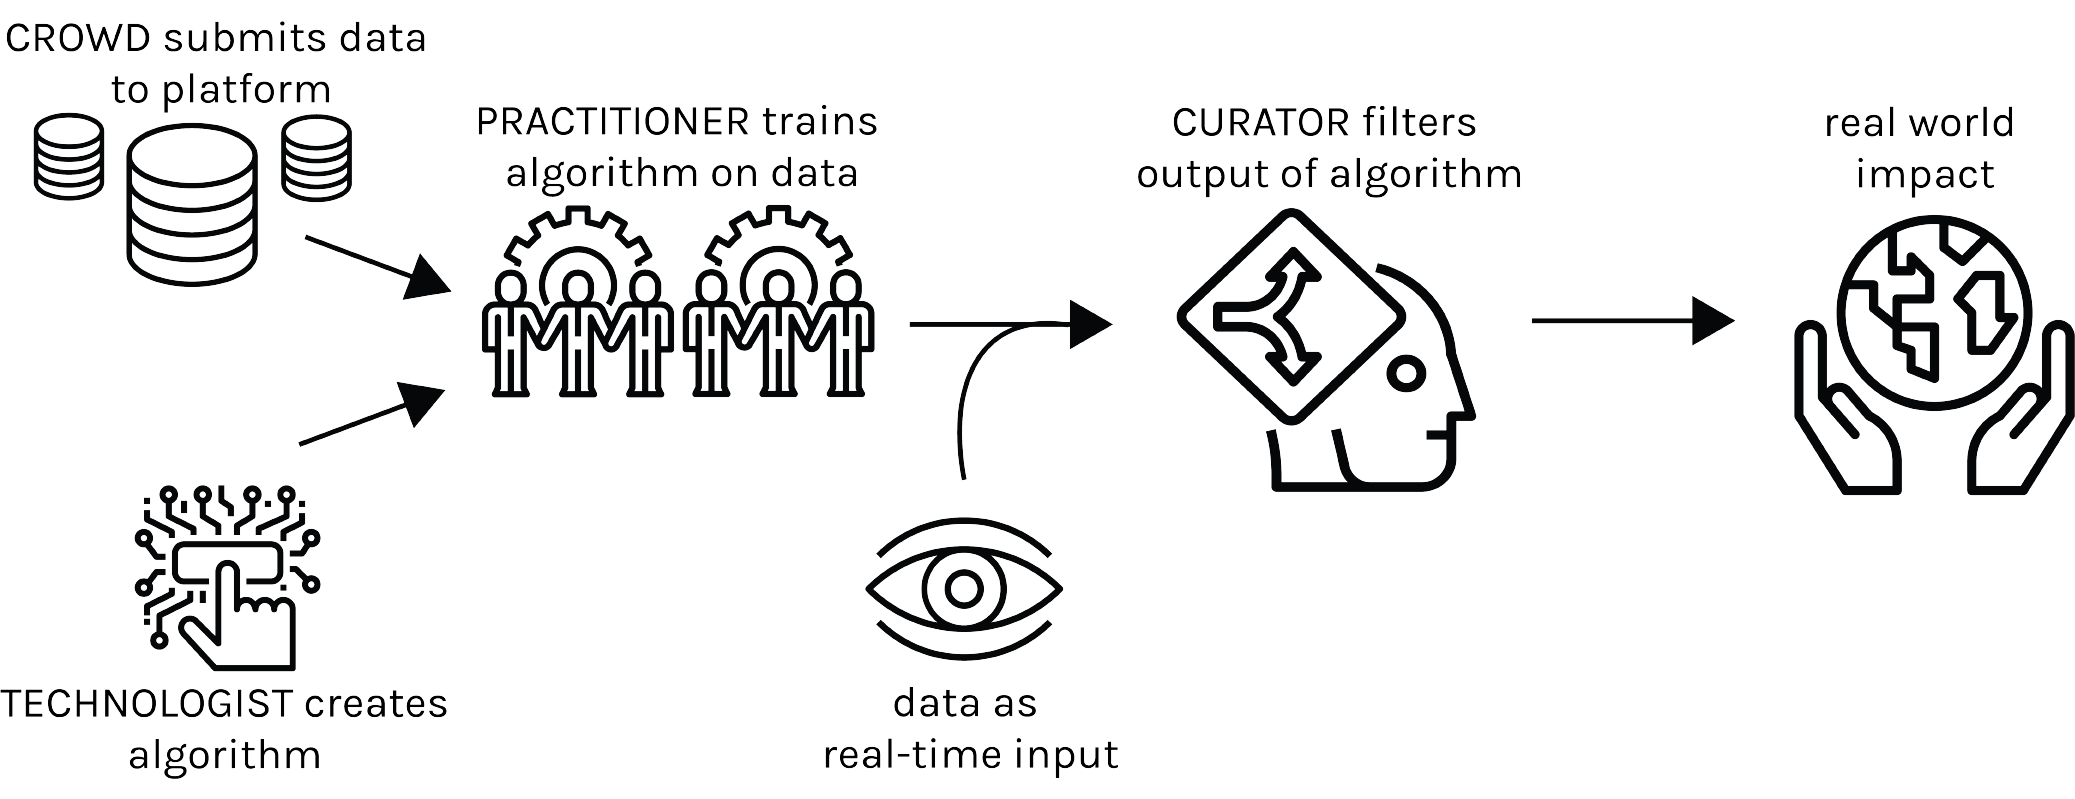 CROWD submits data
to platform
PRACTITIONER trains
algorithm on data
CURATOR filters
output of algorithm
real world
impact
TECHNOLOGIST creates
algorithm
data as
real-time input